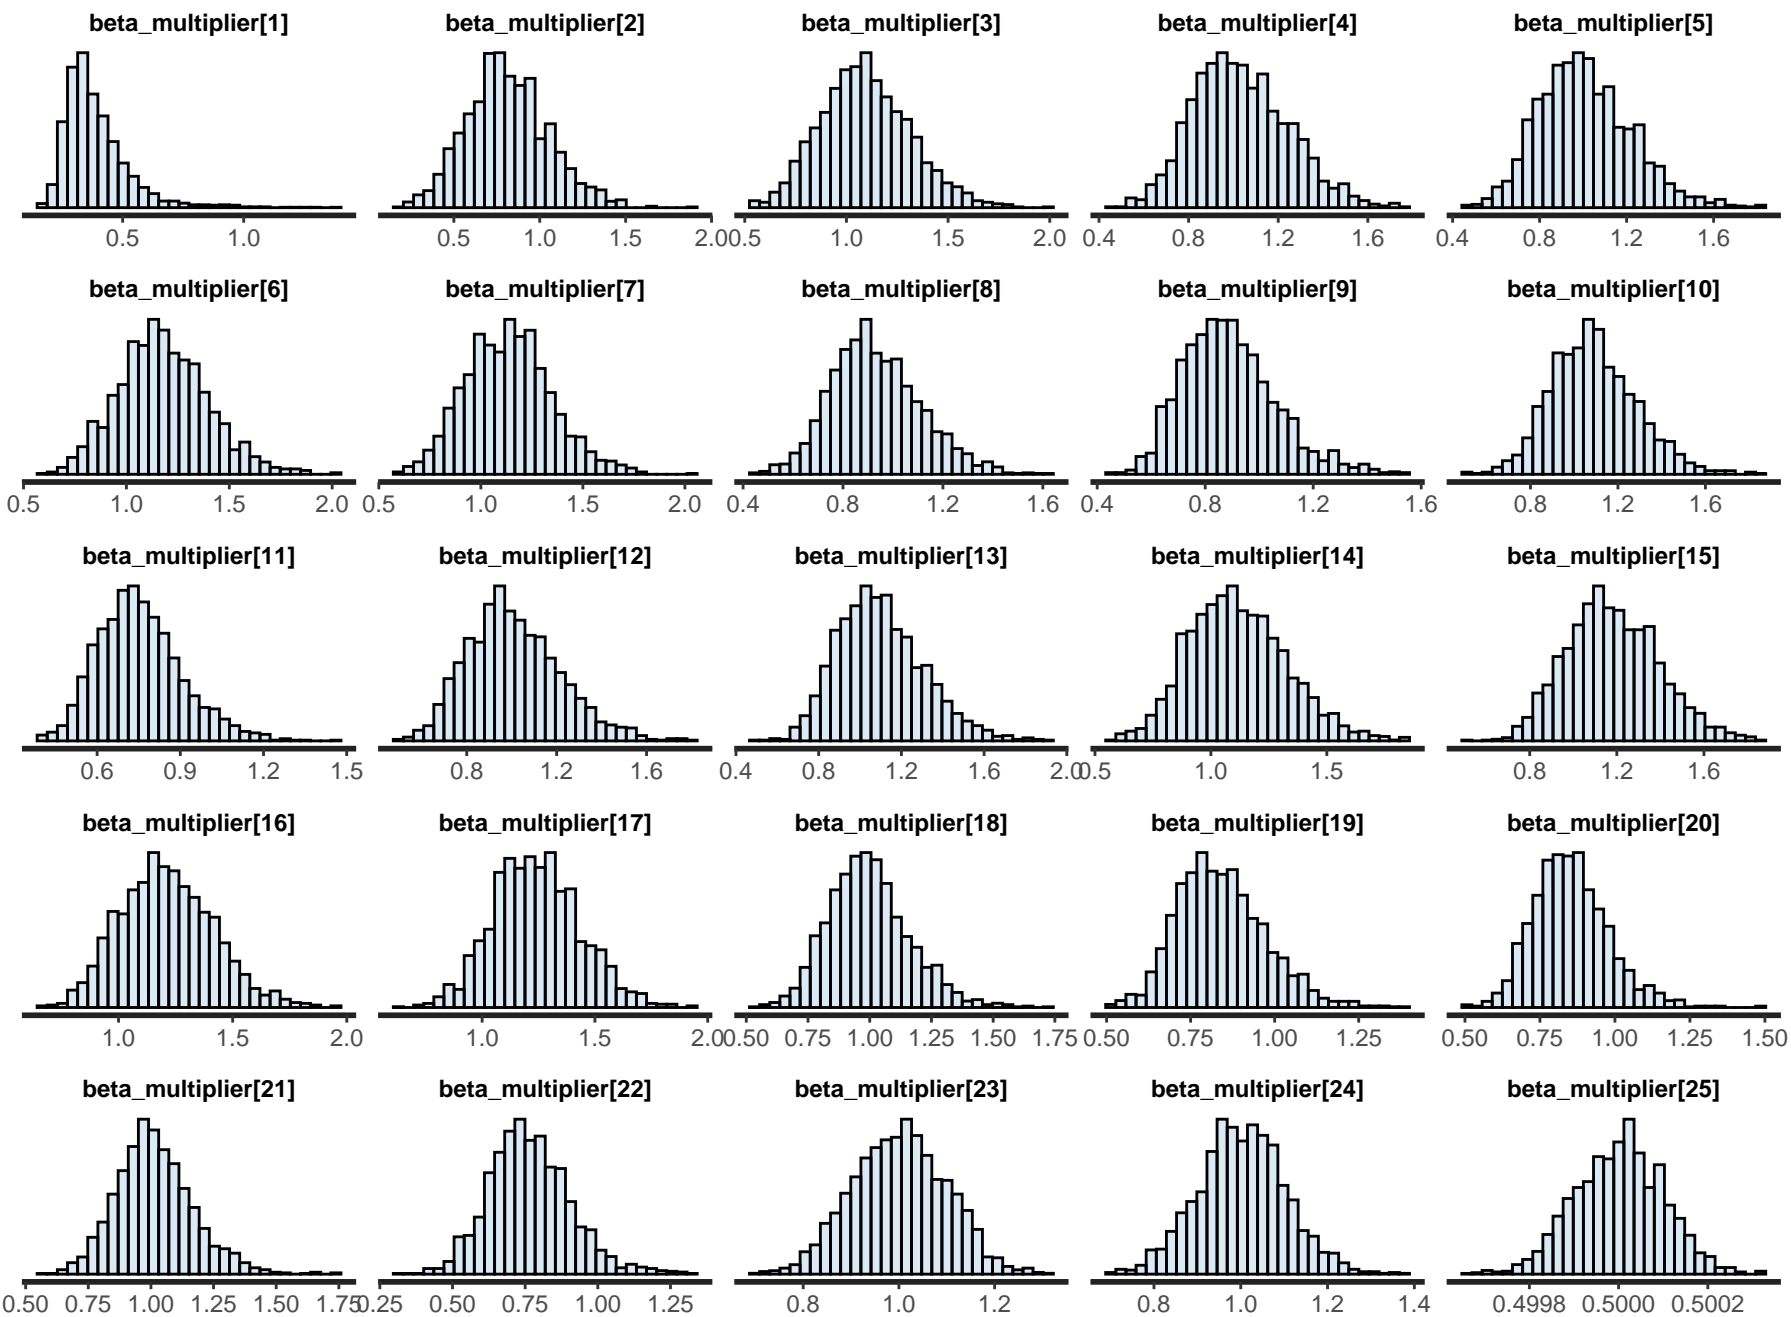 beta_multiplier[1] beta_multiplier[2] beta_multiplier[3] beta_multiplier[4] beta_multiplier[5]
0.5 1.0 0.5 1.0 1.5 2.0 0.5 1.0 1.5 2.0 0.4 0.8 1.2 1.6 0.4 0.8 1.2 1.6
beta_multiplier[6] beta_multiplier[7] beta_multiplier[8] beta_multiplier[9] beta_multiplier[10]
0.5 1.0 1.5 2.0 0.5 1.0 1.5 2.0 0.4 0.8 1.2 1.6 0.4 0.8 1.2 1.6 0.8 1.2 1.6
beta_multiplier[11] beta_multiplier[12] beta_multiplier[13] beta_multiplier[14] beta_multiplier[15]
0.6 0.9 1.2 1.5 0.8 1.2 1.6 0.4 0.8 1.2 1.6 2.0 0.5 1.0 1.5 0.8 1.2 1.6
beta_multiplier[16] beta_multiplier[17] beta_multiplier[18] beta_multiplier[19] beta_multiplier[20]
1.0 1.5 2.0 1.0 1.5 2.0 0.50 0.75 1.00 1.25 1.50 1.75 0.50 0.75 1.00 1.25 0.50 0.75 1.00 1.25 1.50
beta_multiplier[21] beta_multiplier[22] beta_multiplier[23] beta_multiplier[24] beta_multiplier[25]
0.50 0.75 1.00 1.25 1.50 1.75 0.25 0.50 0.75 1.00 1.25 0.8 1.0 1.2 0.8 1.0 1.2 1.4 0.4998 0.5000 0.5002